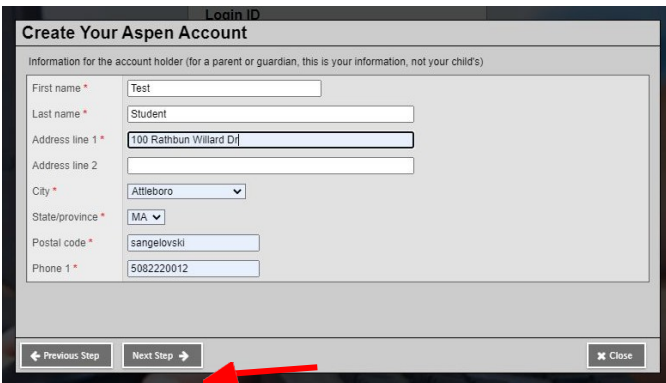 Login ID
Create Your Aspen Account
Information for the account holder (for a parent or guardian, this is your information, not your child's)
First name * Test
Last name * Student
Address line 1 * 100 Rathbun Willard Dr
Address line 2
City * Attleboro
State/province * MA
Postal code * sangelovski
Phone 1 * 5082220012
Previous Step Next Step Close